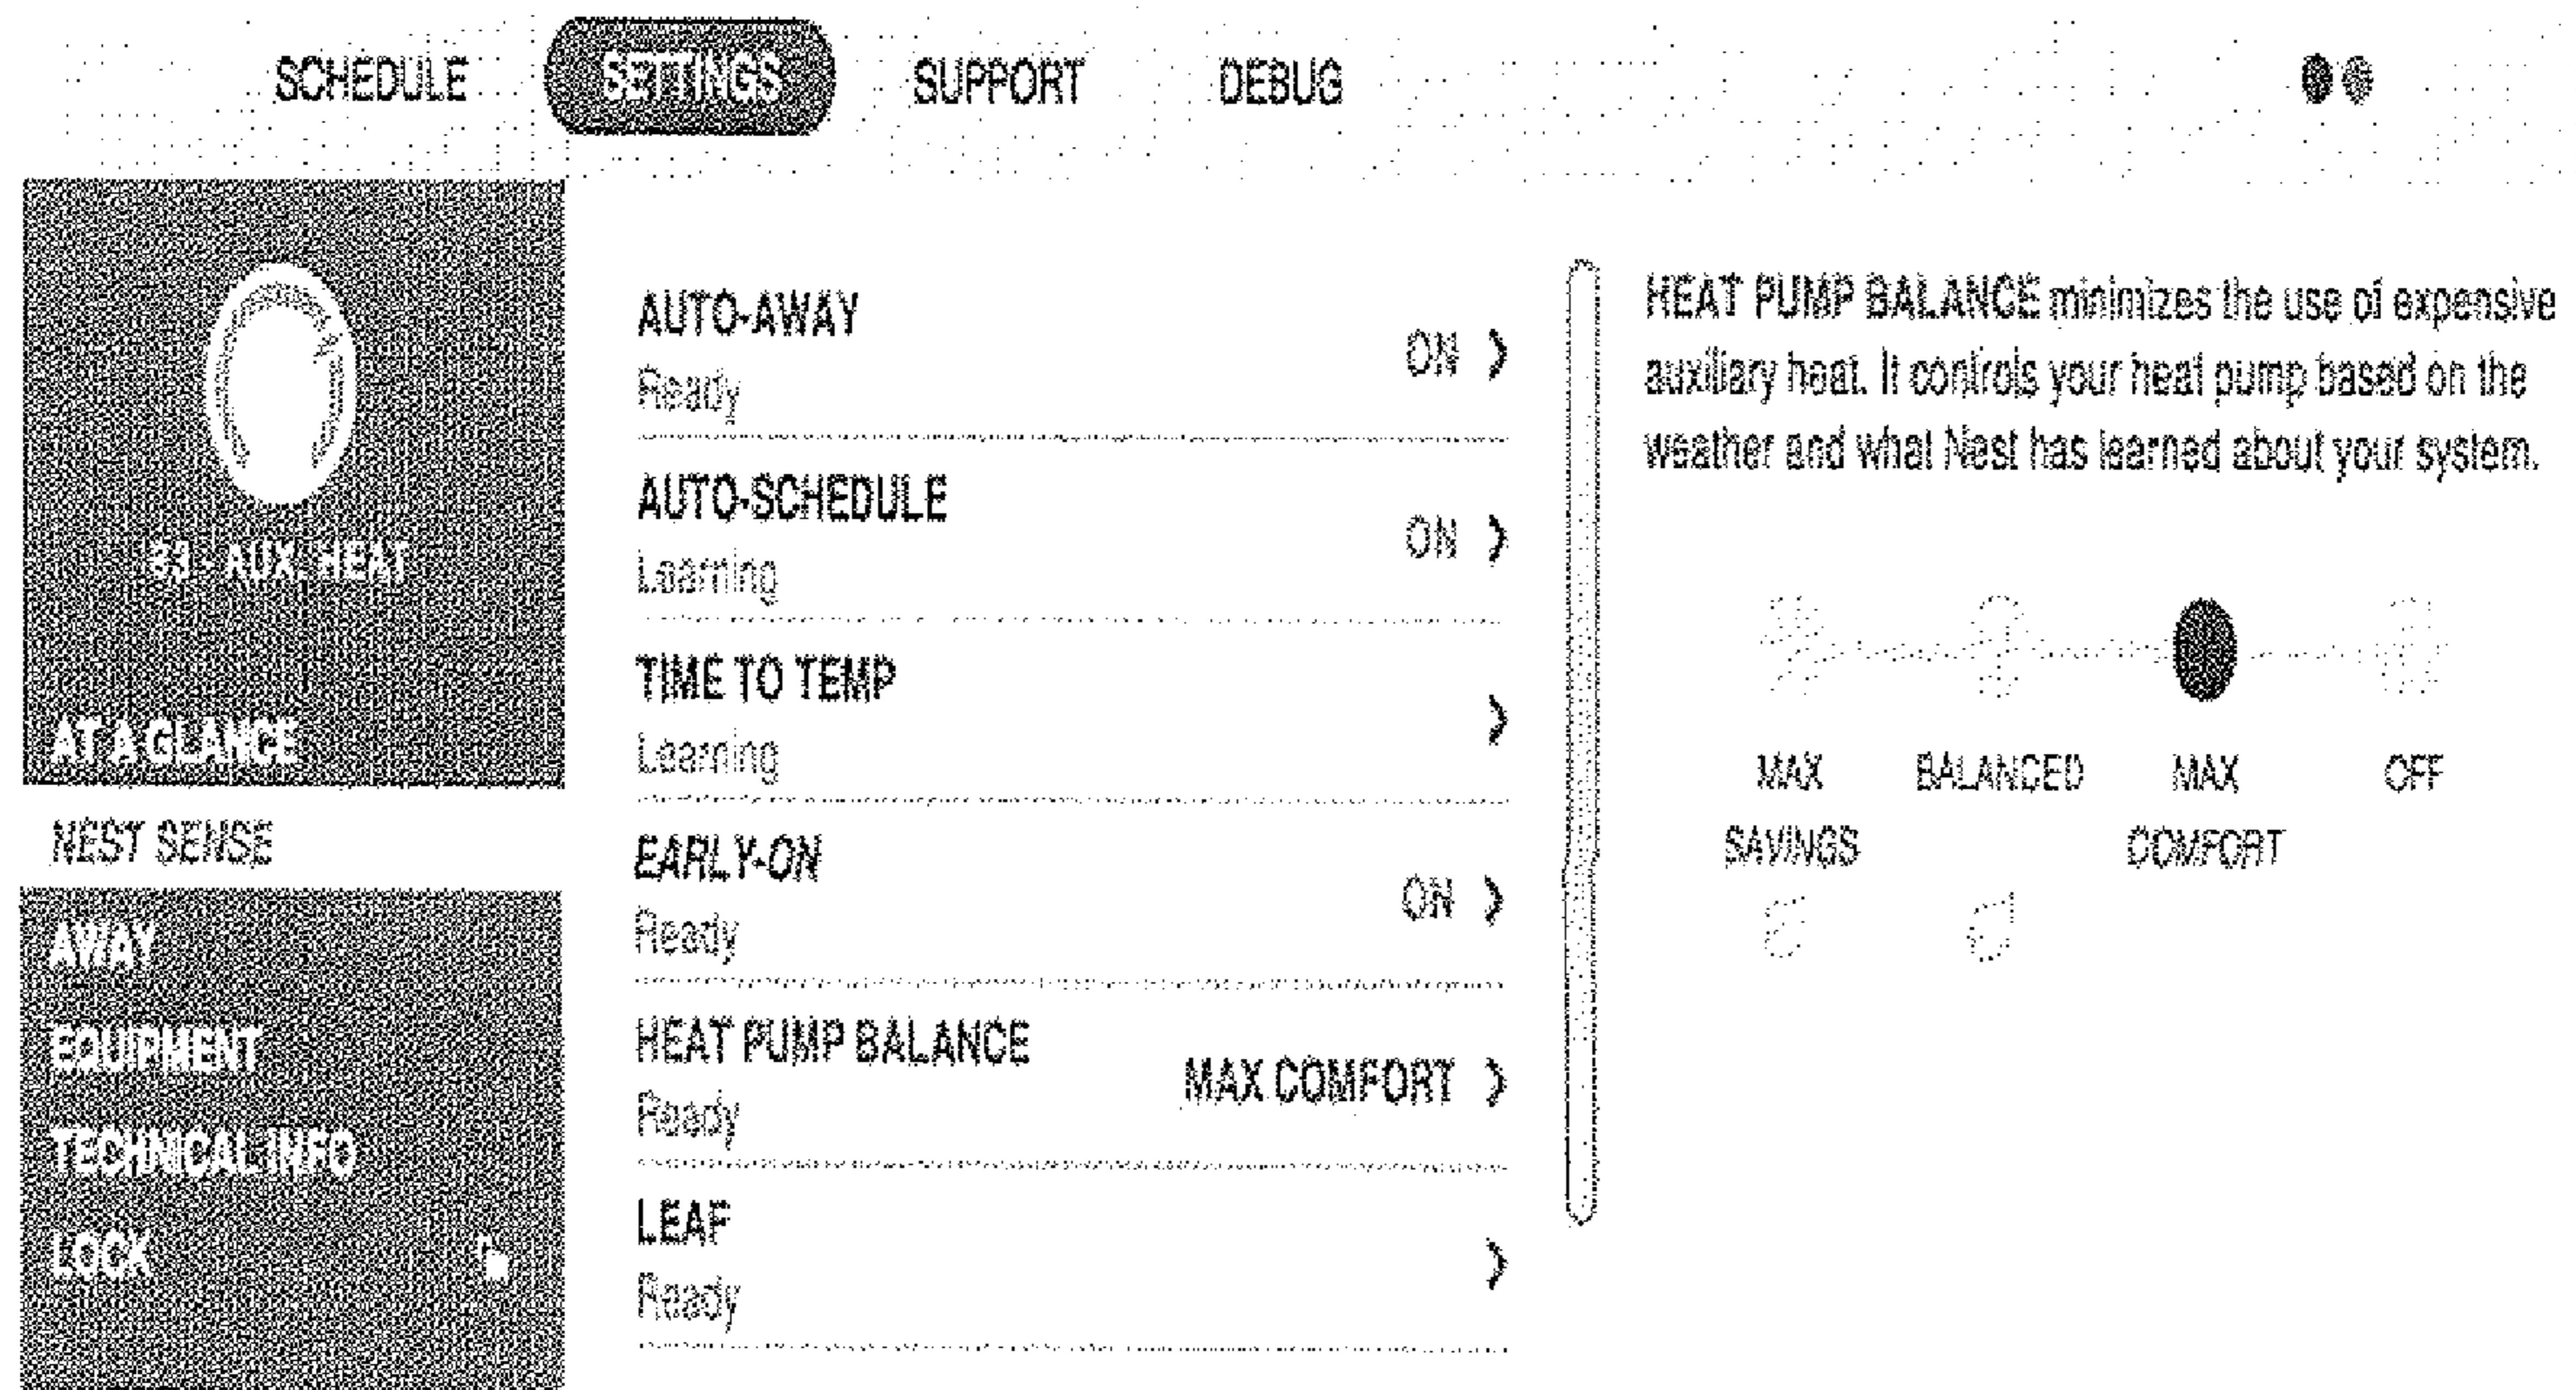 SCHEDULE SETTINGS SUPPORT DEBUG
AUX. HEAT
AT A GLANCE
NEST SENSE
AWAY
EQUIPMENT
TECHNICAL INFO
LOCK
AUTO-AWAY
Ready
ON
AUTO-SCHEDULE
Learning
ON
TIME TO TEMP
Learning
EARLY-ON
Ready
ON
HEAT PUMP BALANCE
Ready
MAX COMFORT
LEAF
Ready
HEAT PUMP BALANCE minimizes the use of expensive
auxiliary heat. It controls your heat pump based on the
weather and what Nest has learned about your system.
MAX BALANCED MAX OFF
SAVINGS COMFORT